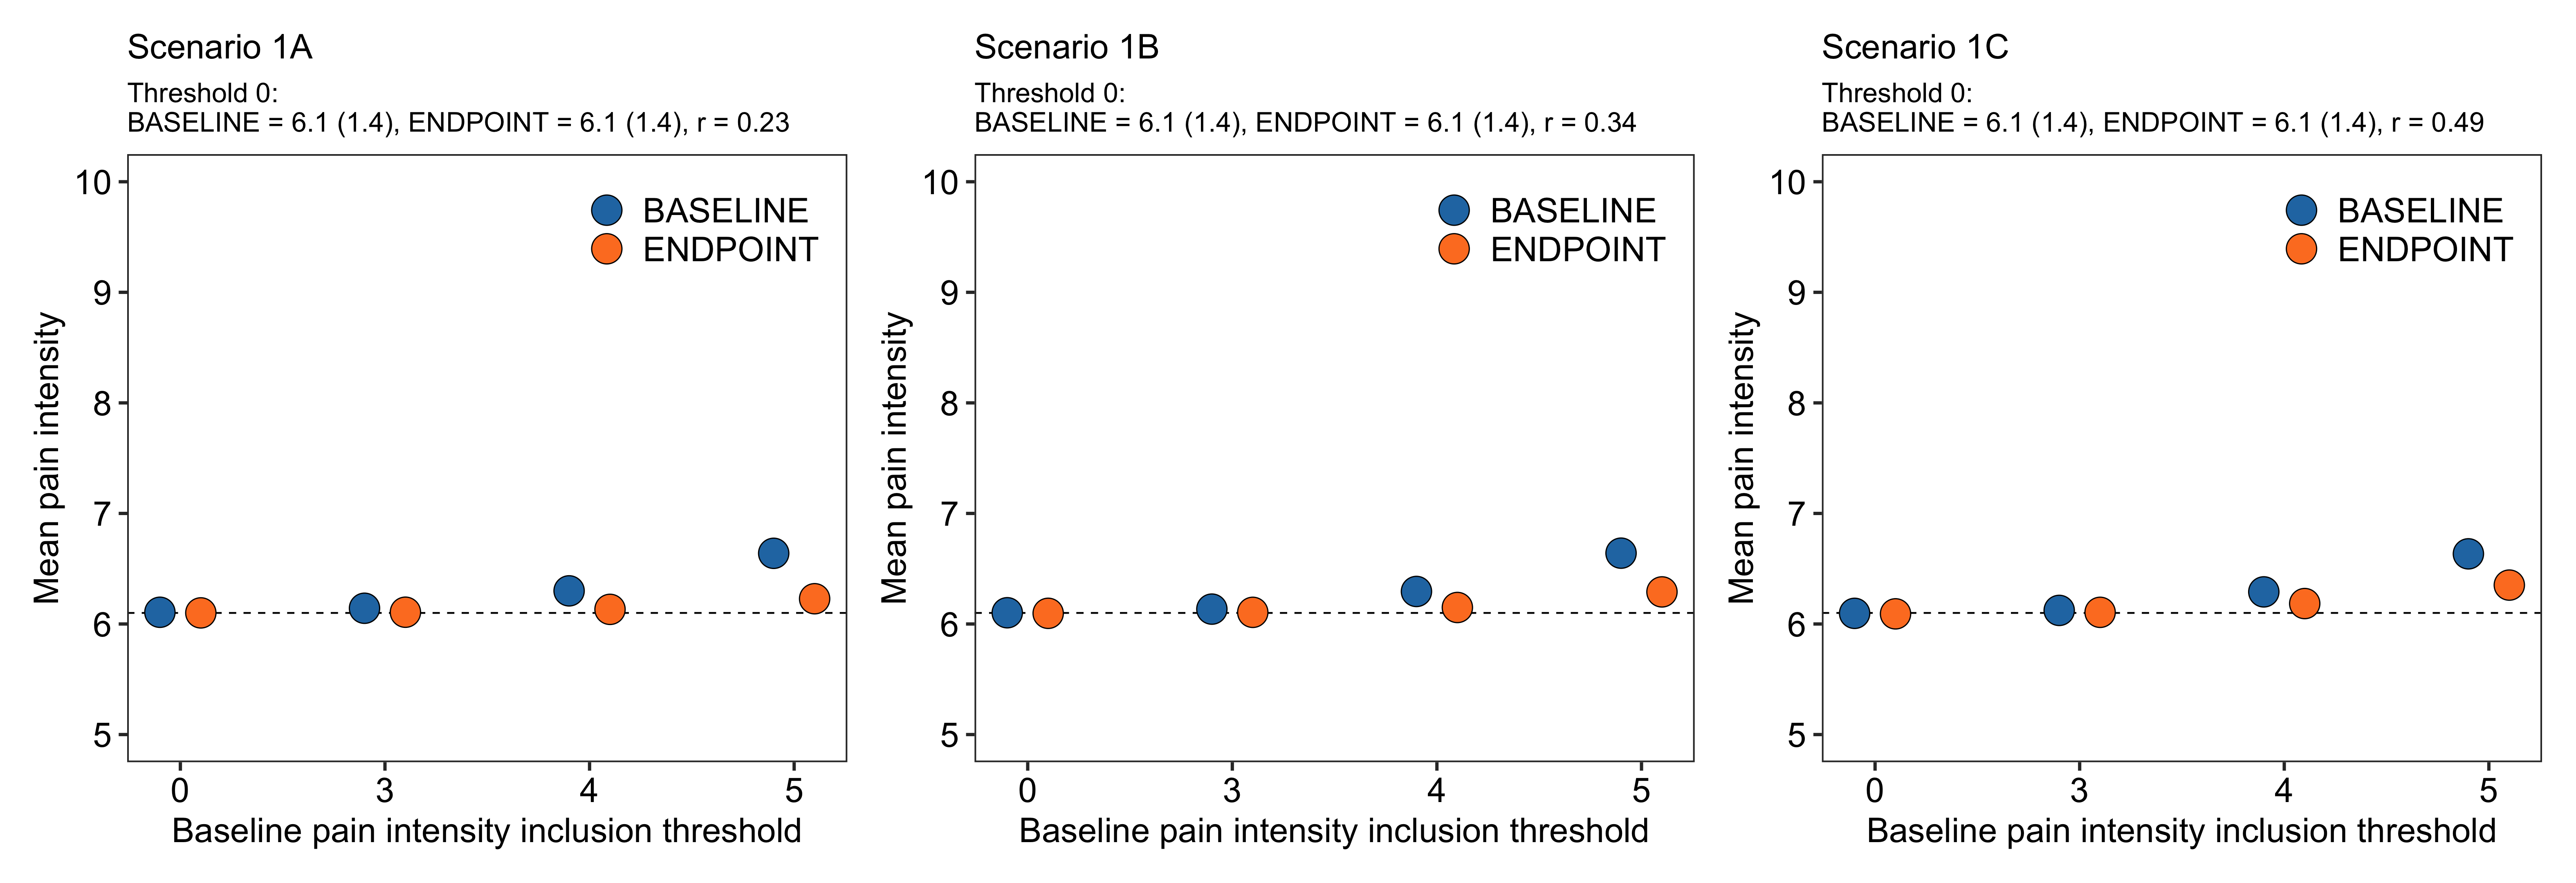 Scenario 1A
Threshold 0:
BASELINE = 6.1 (1.4), ENDPOINT = 6.1 (1.4), r = 0.23
10
9
8
7
6
5
Mean pain intensity
BASELINE
ENDPOINT
0 3 4 5
Baseline pain intensity inclusion threshold
Scenario 1B
Threshold 0:
BASELINE = 6.1 (1.4), ENDPOINT = 6.1 (1.4), r = 0.34
10
9
8
7
6
5
Mean pain intensity
BASELINE
ENDPOINT
0 3 4 5
Baseline pain intensity inclusion threshold
Scenario 1C
Threshold 0:
BASELINE = 6.1 (1.4), ENDPOINT = 6.1 (1.4), r = 0.49
10
9
8
7
6
5
Mean pain intensity
BASELINE
ENDPOINT
0 3 4 5
Baseline pain intensity inclusion threshold